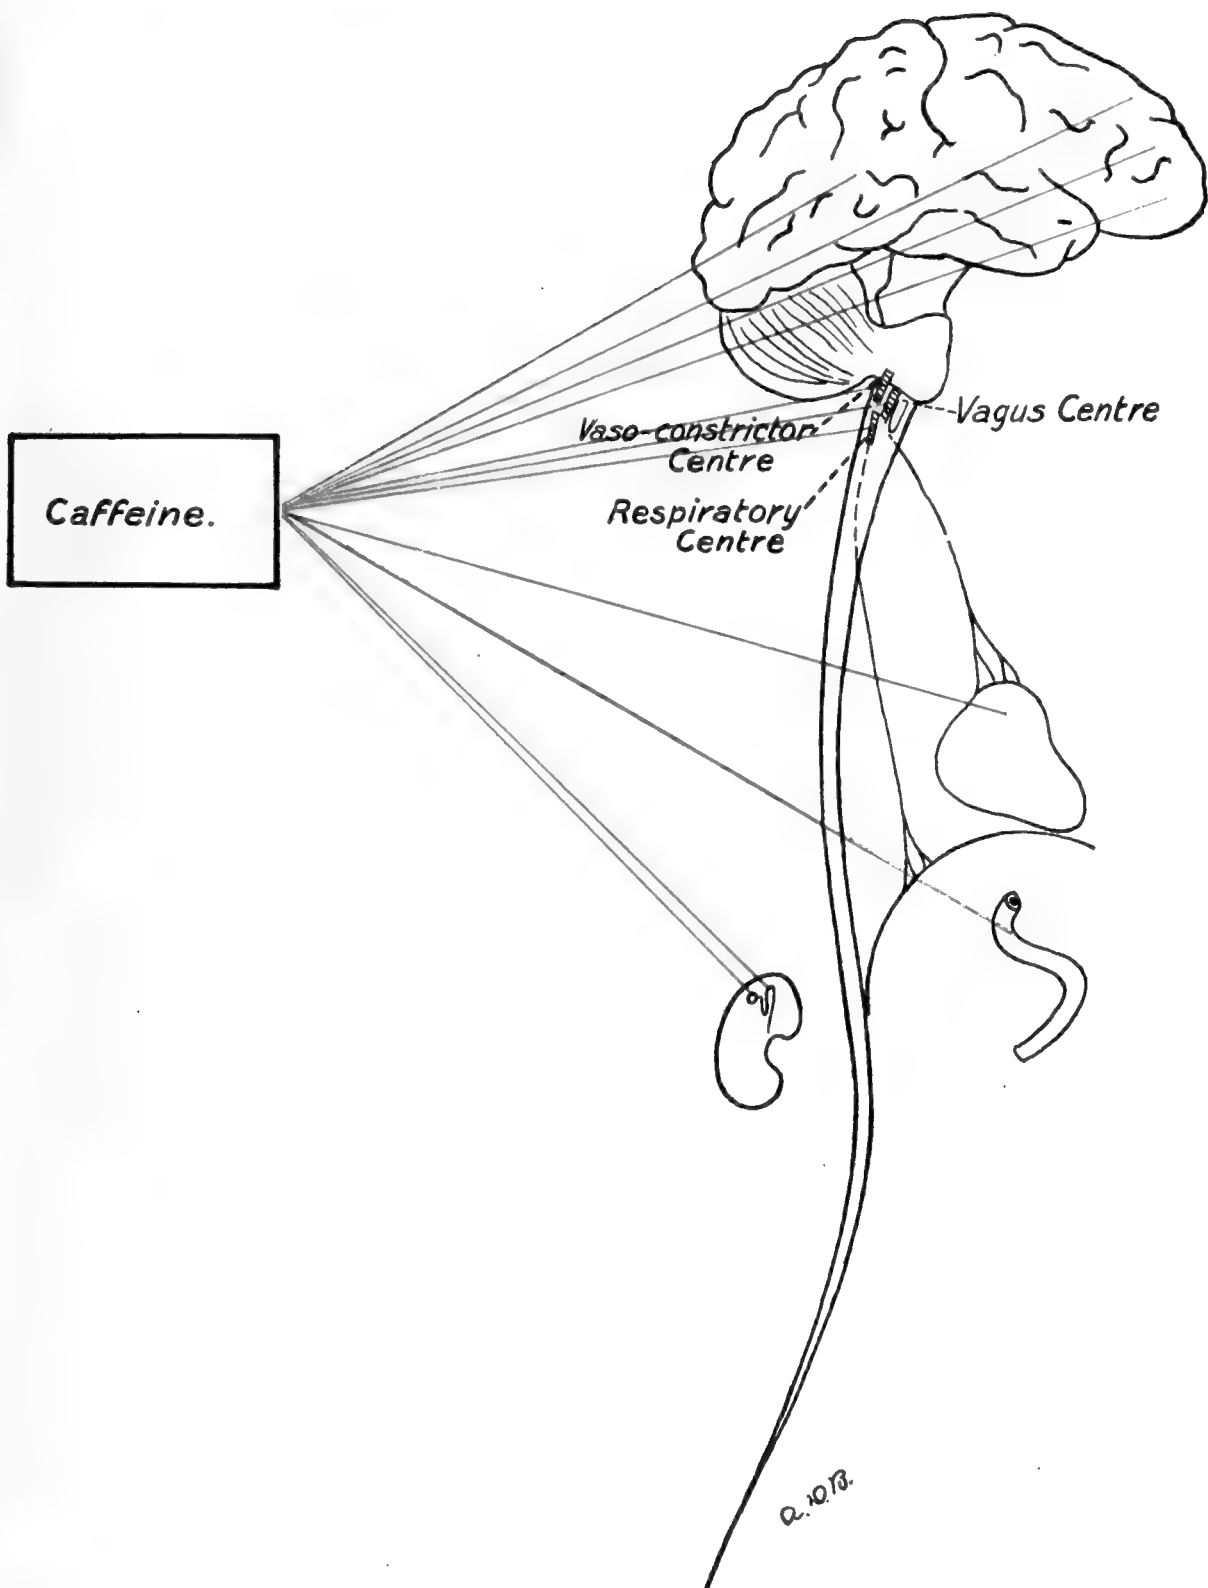 Caffeine.
Vaso-constrictor
Centre
Vagus Centre
Respiratory
Centre